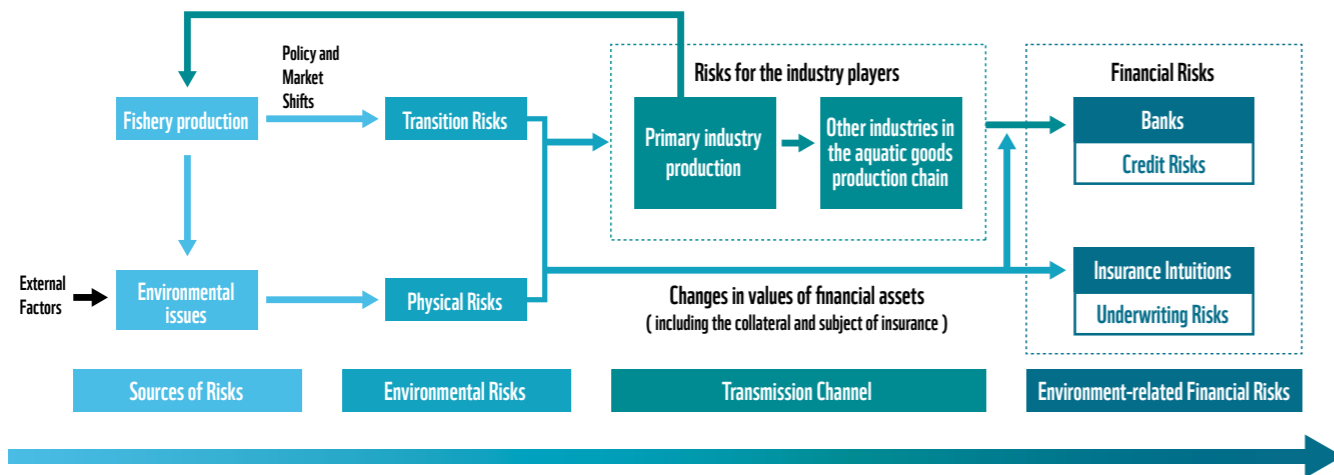 Policy and
Market
Shifts
Risks for the industry players
Financial Risks
Fishery production
Transition Risks
Primary industry
production
Other industries in
the aquatic goods
production chain
Banks
Credit Risks
External
Factors
Environmental
issues
Physical Risks
Changes in values of financial assets
( including the collateral and subject of insurance )
Insurance Intuitions
Underwriting Risks
Sources of Risks
Environmental Risks
Transmission Channel
Environment-related Financial Risks